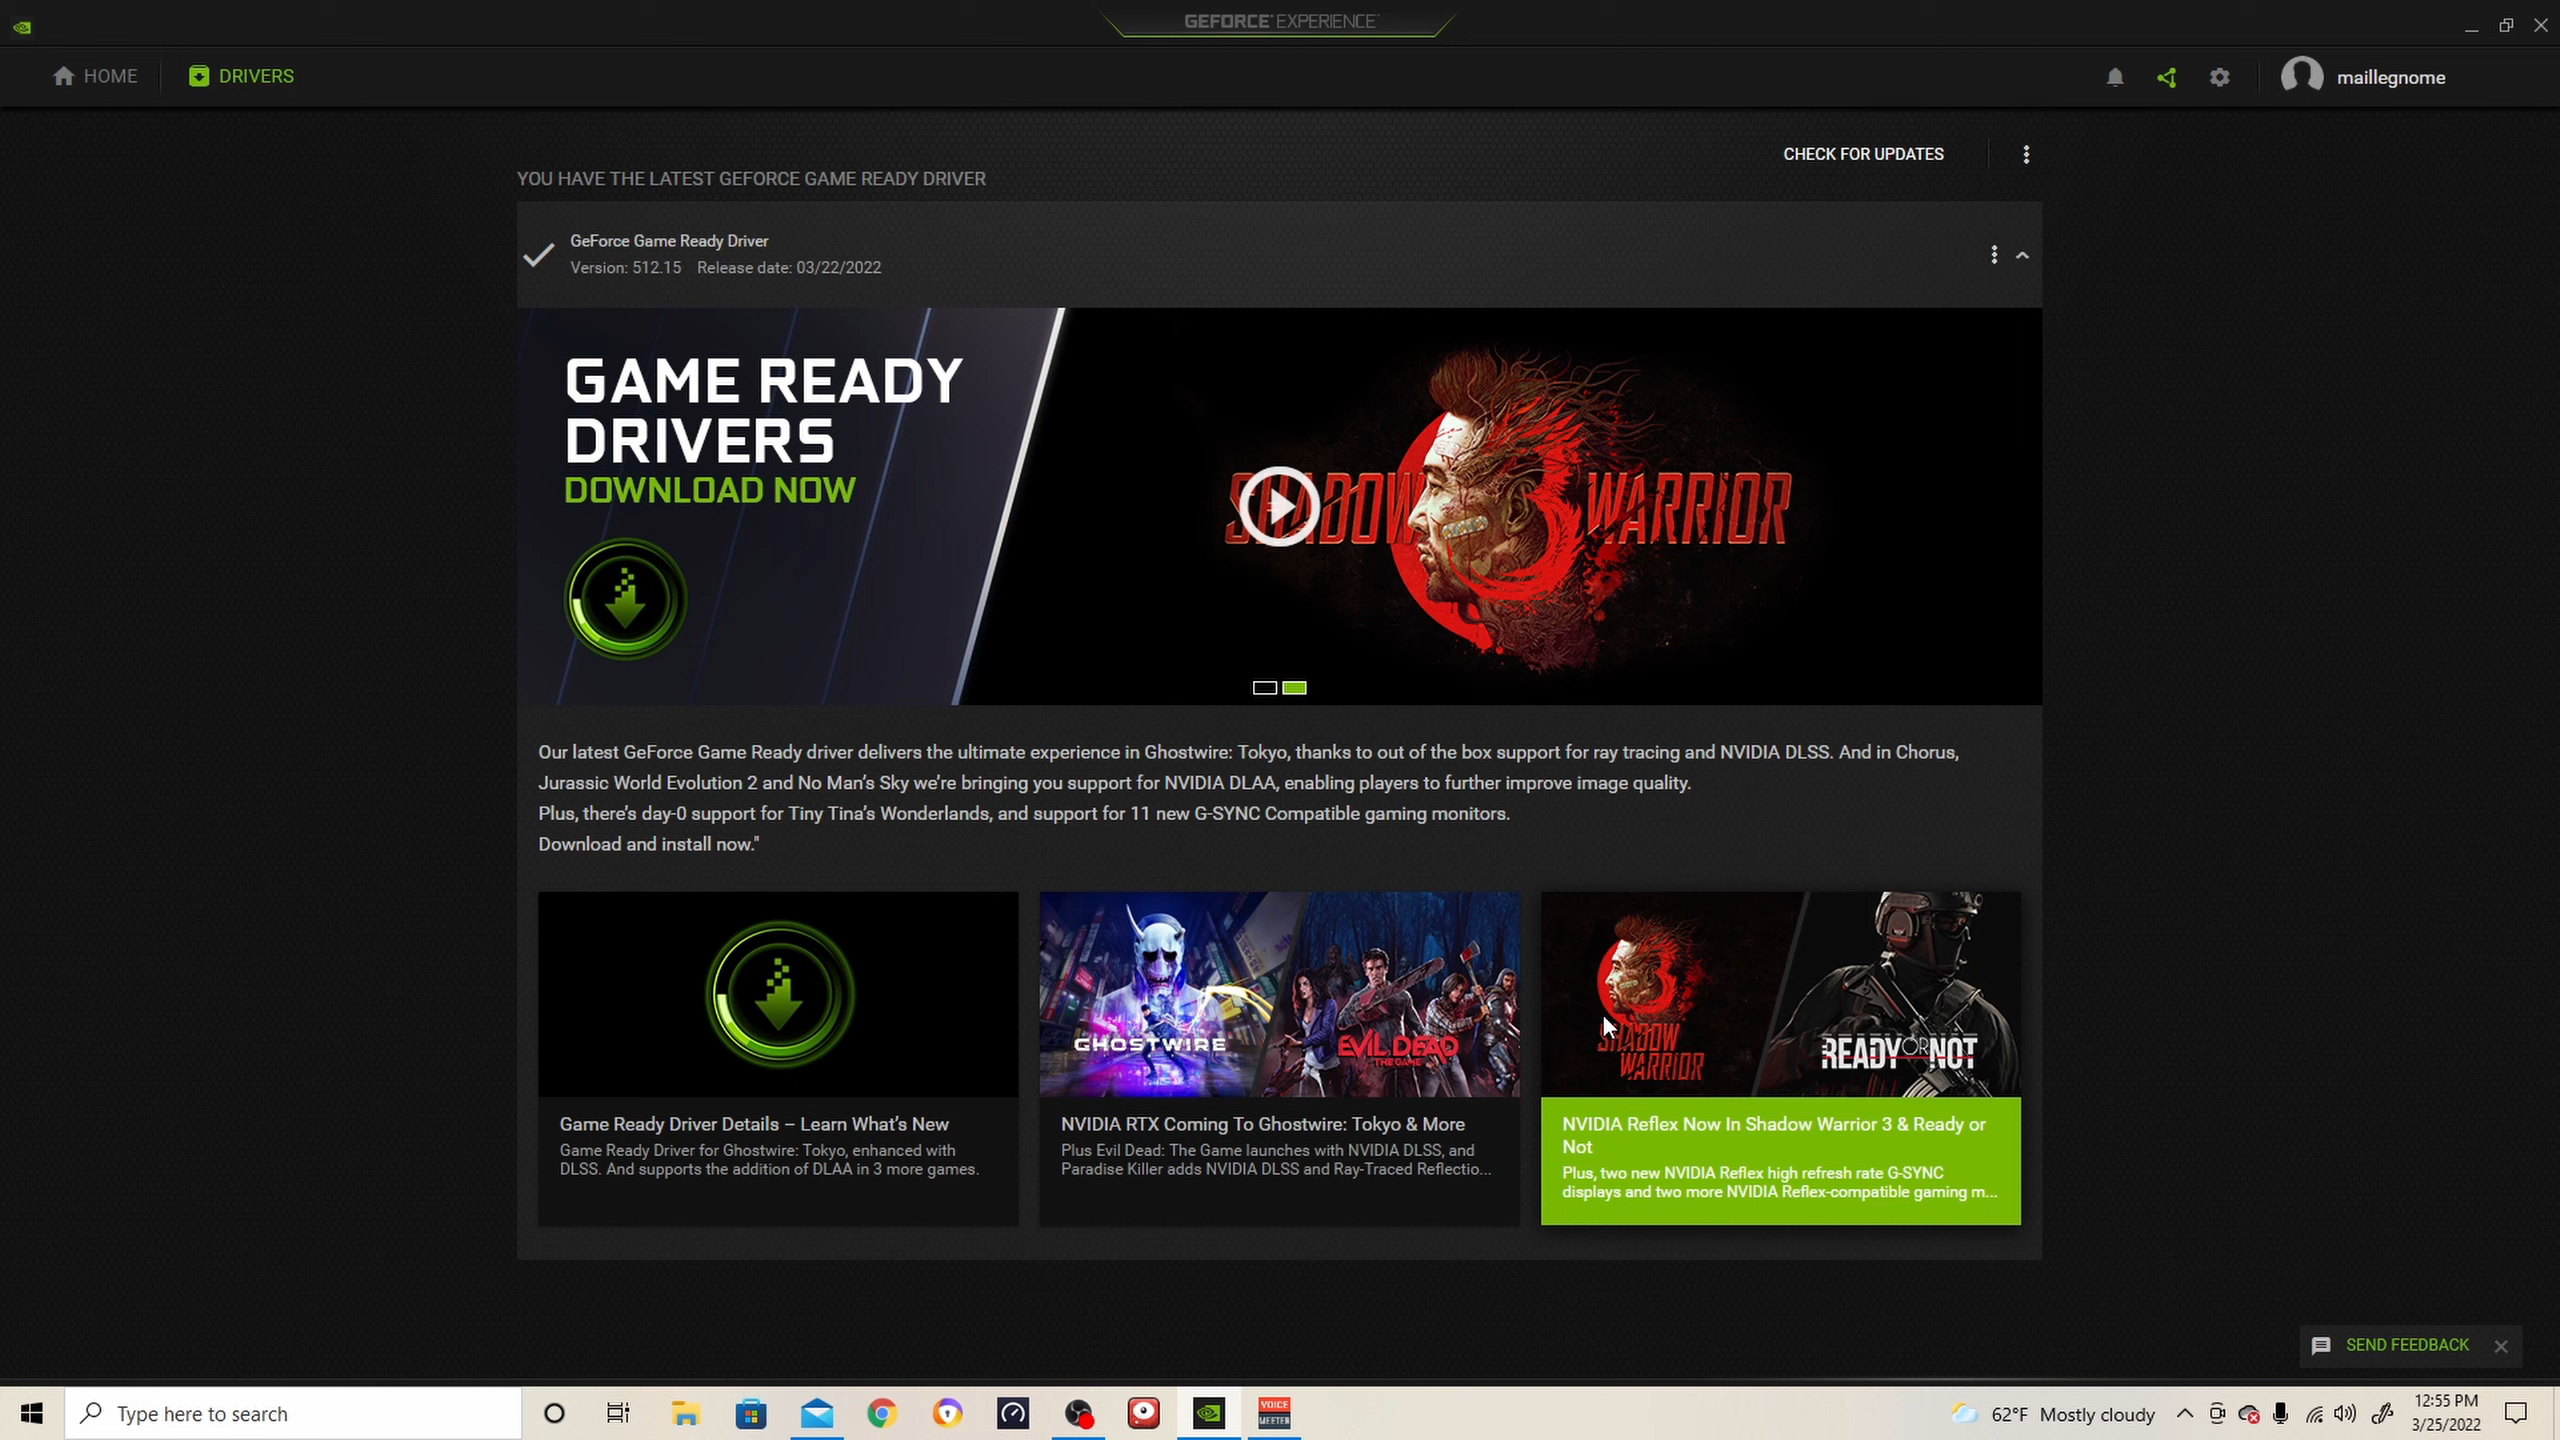 GEFORCE EXPERIENCE
HOME
DRIVERS
maillegnome
CHECK FOR UPDATES
YOU HAVE THE LATEST GEFORCE GAME READY DRIVER
GeForce Game Ready Driver
Version: 512.15 Release date: 03/22/2022
GAME READY
DRIVERS
DOWNLOAD NOW
SHADOW WARRIOR
3
Our latest GeForce Game Ready driver delivers the ultimate experience in Ghostwire: Tokyo, thanks to out of the box support for ray tracing and NVIDIA DLSS. And in Chorus,
Jurassic World Evolution 2 and No Man's Sky we're bringing you support for NVIDIA DLAA, enabling players to further improve image quality.
Plus, there's day-0 support for Tiny Tina's Wonderlands, and support for 11 new G-SYNC Compatible gaming monitors.
Download and install now."
GHOSTWIRE
EVIL DEAD
THE GAME
3
SHADOW
WARRIOR
READY OR NOT
Game Ready Driver Details – Learn What's New
Game Ready Driver for Ghostwire: Tokyo, enhanced with
DLSS. And supports the addition of DLAA in 3 more games.
NVIDIA RTX Coming To Ghostwire: Tokyo & More
Plus Evil Dead: The Game launches with NVIDIA DLSS, and
Paradise Killer adds NVIDIA DLSS and Ray-Traced Reflectio...
NVIDIA Reflex Now In Shadow Warrior 3 & Ready or
Not
Plus, two new NVIDIA Reflex high refresh rate G-SYNC
displays and two more NVIDIA Reflex-compatible gaming m...
SEND FEEDBACK
Type here to search
VOICE
MEETER
62°F Mostly cloudy
12:55 PM
3/25/2022